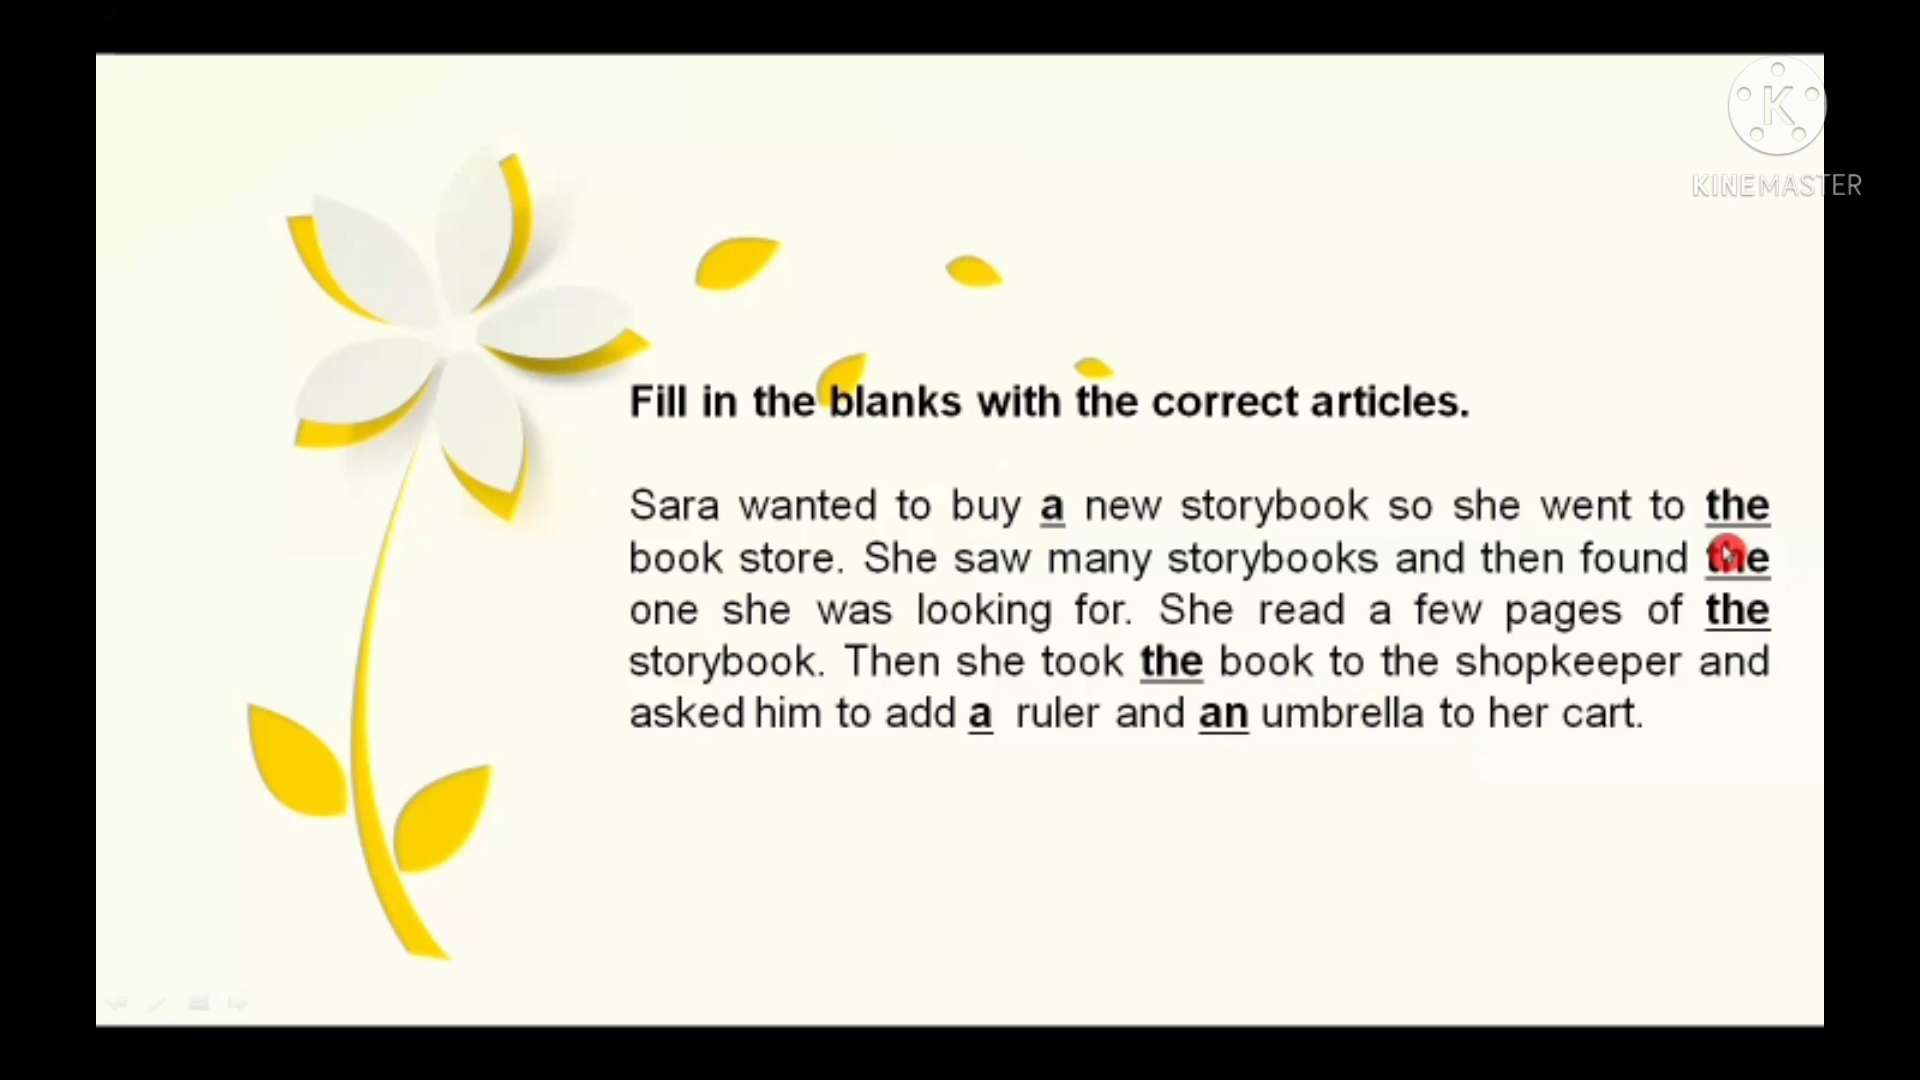 K
KINEMASTER
Fill in the blanks with the correct articles.
Sara wanted to buy a new storybook so she went to the
book store. She saw many storybooks and then found the
one she was looking for. She read a few pages of the
storybook. Then she took the book to the shopkeeper and
asked him to add a ruler and an umbrella to her cart.